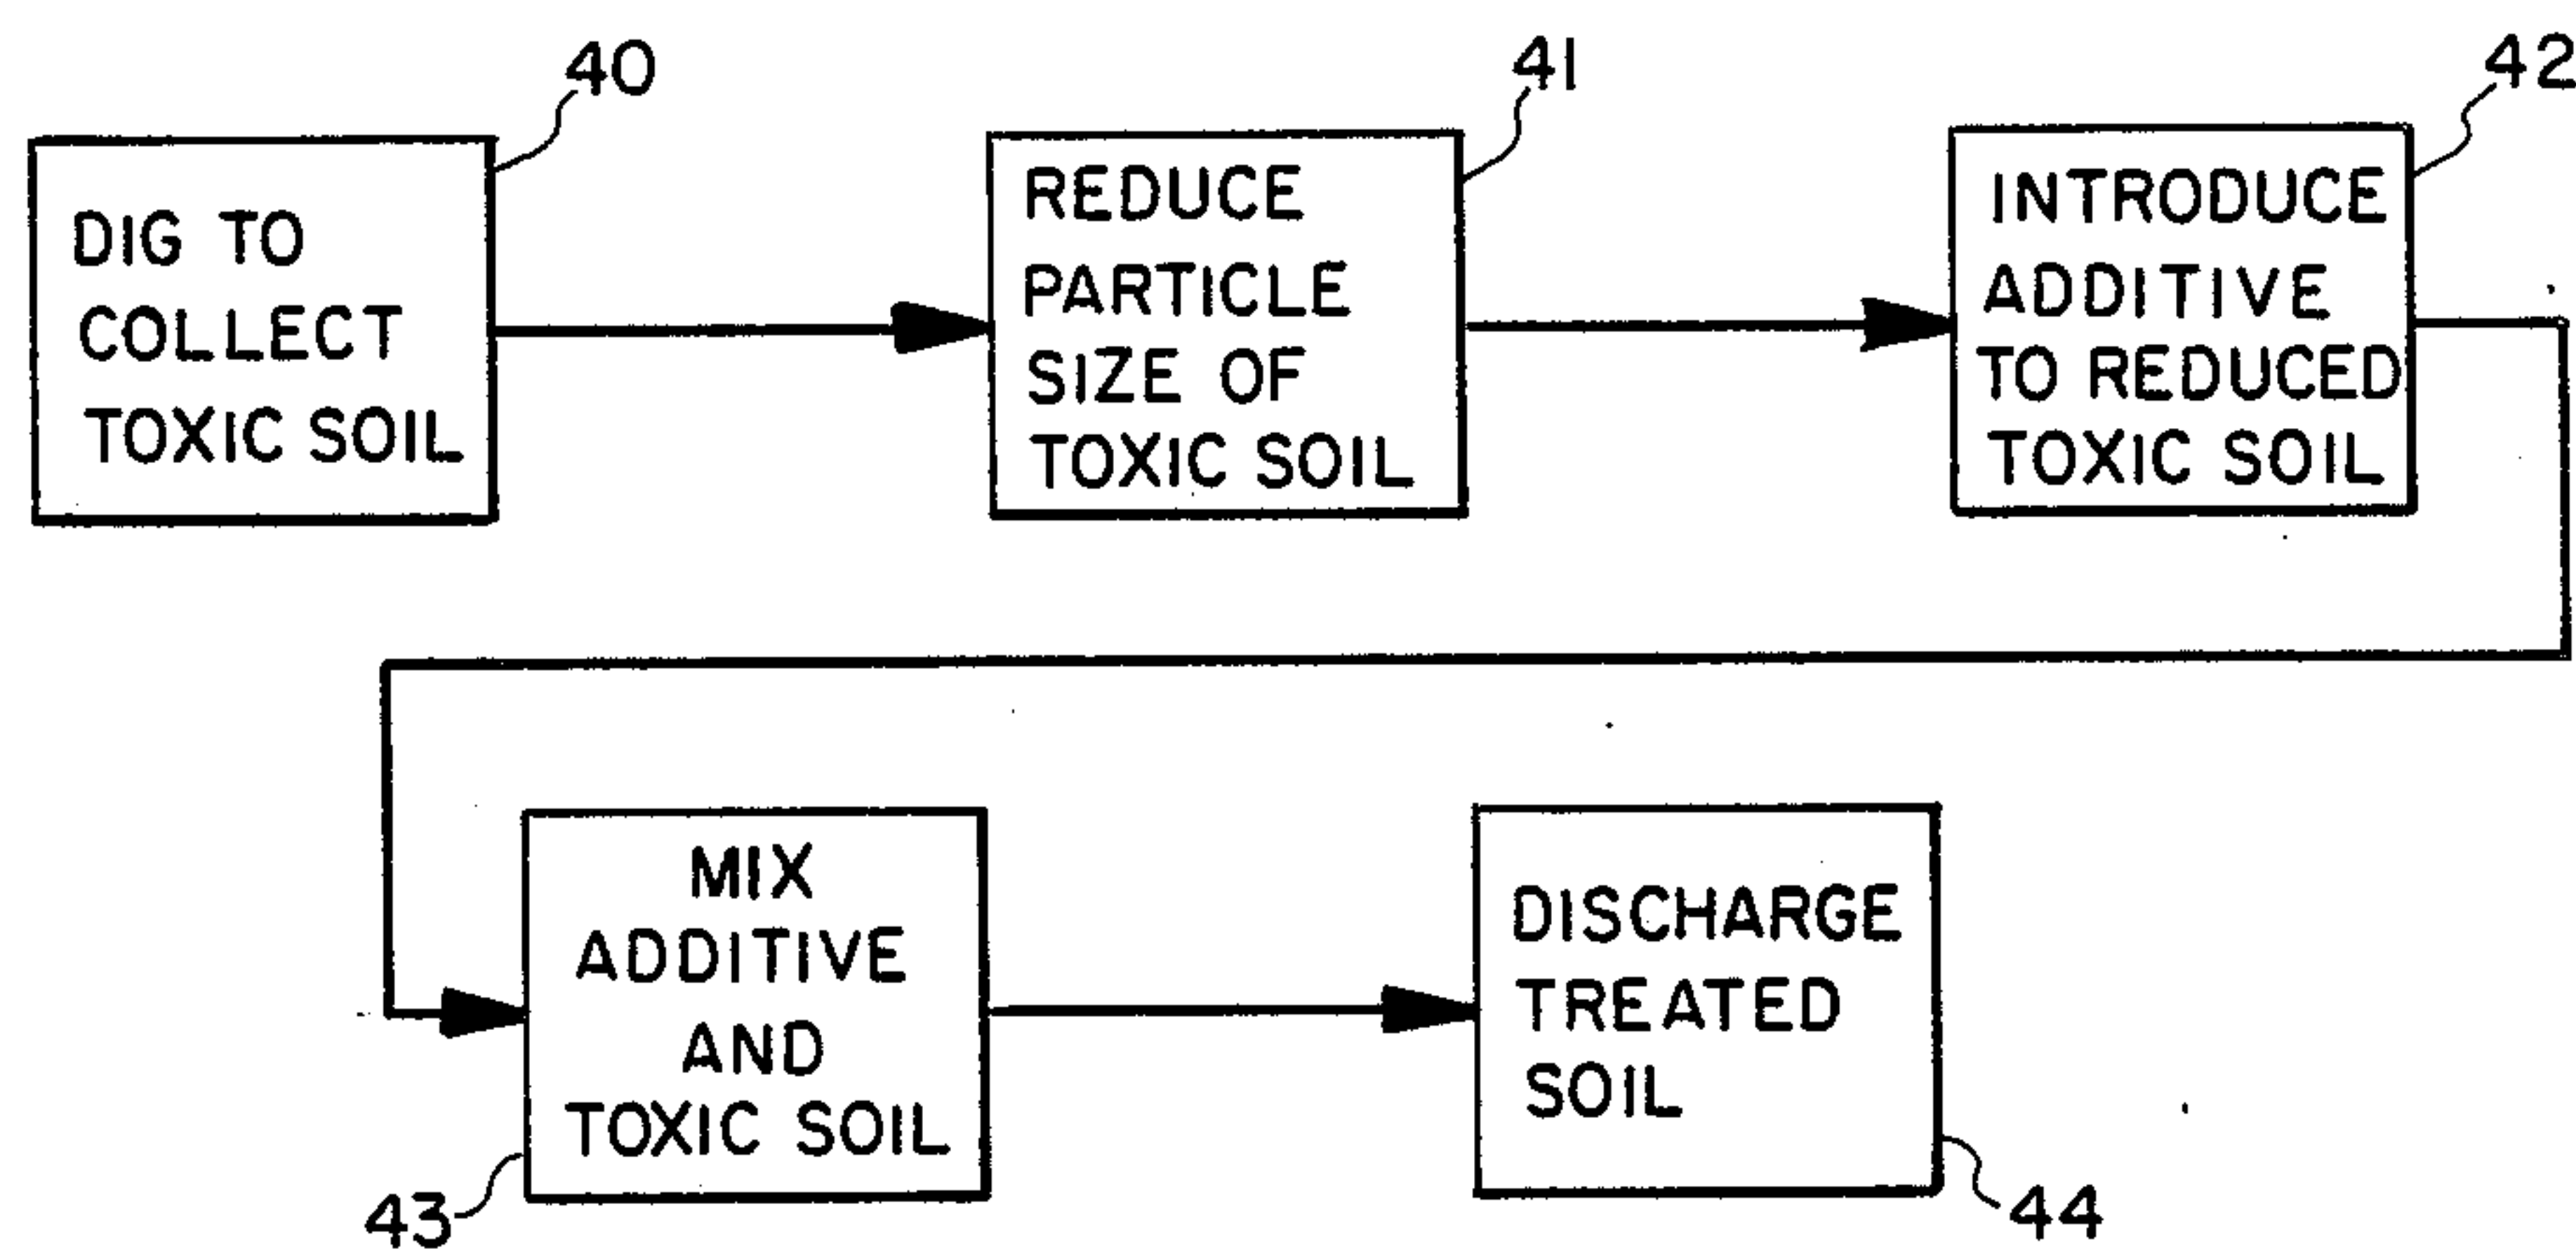 40
DIG TO
COLLECT
TOXIC SOIL
41
REDUCE
PARTICLE
SIZE OF
TOXIC SOIL
42
INTRODUCE
ADDITIVE
TO REDUCED
TOXIC SOIL
MIX
ADDITIVE
AND
TOXIC SOIL
43
DISCHARGE
TREATED
SOIL
44